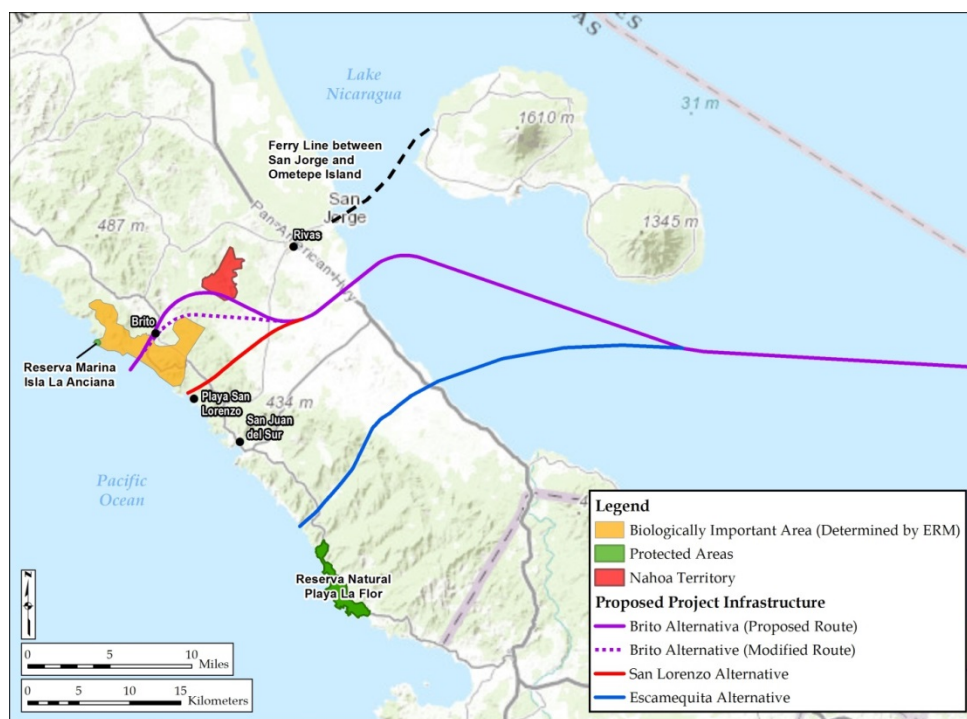 Lake
Nicaragua
1610 m
31 m
Ferry Line between
San Jorge and
Ometepe Island
San
Jorge
Pan-American Hwy
Rivas
1345 m
487 m
Brito
Reserva Marina
Isla La Anciana
Playa San
Lorenzo
434 m
San Juan
del Sur
Pacific
Ocean
Reserva Natural
Playa La Flor
N
0 5 10
Miles
0 5 10 15
Kilometers
Legend
Biologically Important Area (Determined by ERM)
Protected Areas
Nahoa Territory
Proposed Project Infrastructure
Brito Alternativa (Proposed Route)
Brito Alternative (Modified Route)
San Lorenzo Alternative
Escamequita Alternative